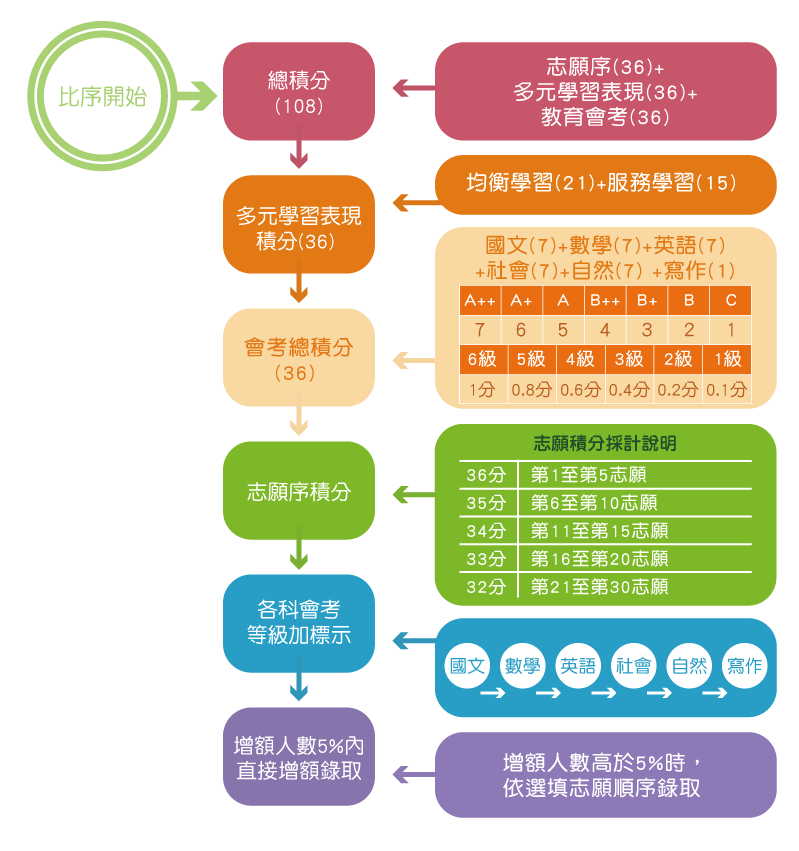 比序開始
總積分
(108)
志願序(36)+
多元學習表現(36)+
教育會考(36)
多元學習表現
積分(36)
均衡學習(21)+服務學習(15)
會考總積分
(36)
國文(7)+數學(7)+英語(7)
+社會(7)+自然(7) +寫作(1)
A++ A+ A B++ B+ B C
7 6 5 4 3 2 1
6級 5級 4級 3級 2級 1級
1分 0.8分 0.6分 0.4分 0.2分 0.1分
志願序積分
志願積分採計說明
36分 第1至第5志願
35分 第6至第10志願
34分 第11至第15志願
33分 第16至第20志願
32分 第21至第30志願
各科會考
等級加標示
國文 數學 英語 社會 自然 寫作
增額人數5%內
直接增額錄取
增額人數高於5%時，
依選填志願順序錄取